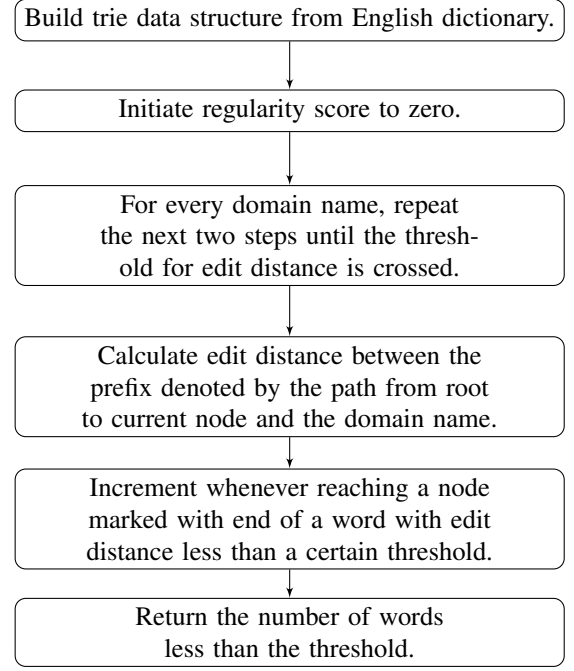 Build trie data structure from English dictionary.
Initiate regularity score to zero.
For every domain name, repeat
the next two steps until the thresh-
old for edit distance is crossed.
Calculate edit distance between the
prefix denoted by the path from root
to current node and the domain name.
Increment whenever reaching a node
marked with end of a word with edit
distance less than a certain threshold.
Return the number of words
less than the threshold.